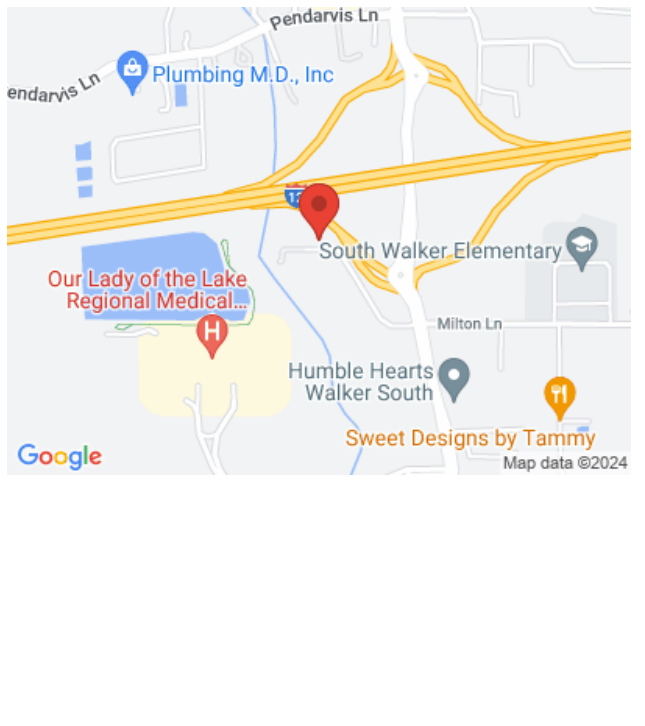 Pendarvis Ln
endarvis Ln
Plumbing M.D., Inc
South Walker Elementary
Our Lady of the Lake
Regional Medical...
Milton Ln
Humble Hearts
Walker South
Sweet Designs by Tammy
Google
Map data ©2024